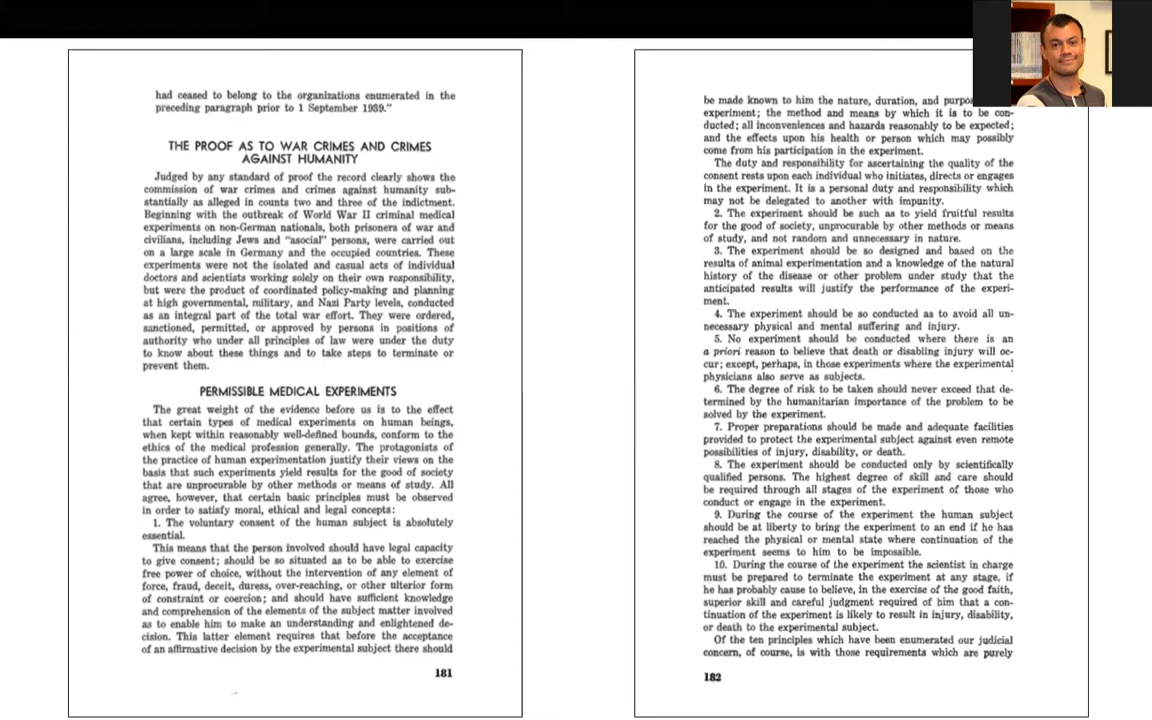 had ceased to belong to the organizations enumerated in the
preceding paragraph prior to 1 September 1939."
THE PROOF AS TO WAR CRIMES AND CRIMES
AGAINST HUMANITY
Judged by any standard of proof the record clearly shows the
commission of war crimes and crimes against humanity sub-
stantially as alleged in counts two and three of the indictment.
Beginning with the outbreak of World War II criminal medical
experiments on non-German nationals, both prisoners of war and
civilians, including Jews and "asocial" persons, were carried out
on a large scale in Germany and the occupied countries. These
experiments were not the isolated and casual acts of individual
doctors and scientists working solely on their own responsibility,
but were the product of coordinated policy-making and planning
at high governmental, military, and Nazi Party levels, conducted
as an integral part of the total war effort. They were ordered,
sanctioned, permitted, or approved by persons in positions of
authority who under all principles of law were under the duty
to know about these things and to take steps to terminate or
prevent them.
PERMISSIBLE MEDICAL EXPERIMENTS
The great weight of the evidence before us is to the effect
that certain types of medical experiments on human beings,
when kept within reasonably well-defined bounds, conform to the
ethics of the medical profession generally. The protagonists of
the practice of human experimentation justify their views on the
basis that such experiments yield results for the good of society
that are unprocurable by other methods or means of study. All
agree, however, that certain basic principles must be observed
in order to satisfy moral, ethical and legal concepts:
1. The voluntary consent of the human subject is absolutely
essential.
This means that the person involved should have legal capacity
to give consent; should be so situated as to be able to exercise
free power of choice, without the intervention of any element of
force, fraud, deceit, duress, over-reaching, or other ulterior form
of constraint or coercion; and should have sufficient knowledge
and comprehension of the elements of the subject matter involved
as to enable him to make an understanding and enlightened de-
cision. This latter element requires that before the acceptance
of an affirmative decision by the experimental subject there should
181
be made known to him the nature, duration, and
experiment; the method and means by which it is to be con-
ducted; all inconveniences and hazards reasonably to be expected;
and the effects upon his health or person which may possibly
come from his participation in the experiment.
The duty and responsibility for ascertaining the quality of the
consent rests upon each individual who initiates, directs or engages
in the experiment. It is a personal duty and responsibility which
may not be delegated to another with impunity.
2. The experiment should be such as to yield fruitful results
for the good of society, unprocurable by other methods or means
of study, and not random and unnecessary in nature.
3. The experiment should be so designed and based on the
results of animal experimentation and a knowledge of the natural
history of the disease or other problem under study that the
anticipated results will justify the performance of the experi-
ment.
4. The experiment should be so conducted as to avoid all un-
necessary physical and mental suffering and injury.
5. No experiment should be conducted where there is an
a priori reason to believe that death or disabling injury will oc-
cur; except, perhaps, in those experiments where the experimental
physicians also serve as subjects.
6. The degree of risk to be taken should never exceed that de-
termined by the humanitarian importance of the problem to be
solved by the experiment.
7. Proper preparations should be made and adequate facilities
provided to protect the experimental subject against even remote
possibilities of injury, disability, or death.
8. The experiment should be conducted only by scientifically
qualified persons. The highest degree of skill and care should
be required through all stages of the experiment of those who
conduct or engage in the experiment.
9. During the course of the experiment the human subject
should be at liberty to bring the experiment to an end if he has
reached the physical or mental state where continuation of the
experiment seems to him to be impossible.
10. During the course of the experiment the scientist in charge
must be prepared to terminate the experiment at any stage, if
he has probably cause to believe, in the exercise of the good faith,
superior skill and careful judgment required of him that a con-
tinuation of the experiment is likely to result in injury, disability,
or death to the experimental subject.
Of the ten principles which have been enumerated our judicial
concern, of course, is with those requirements which are purely
182